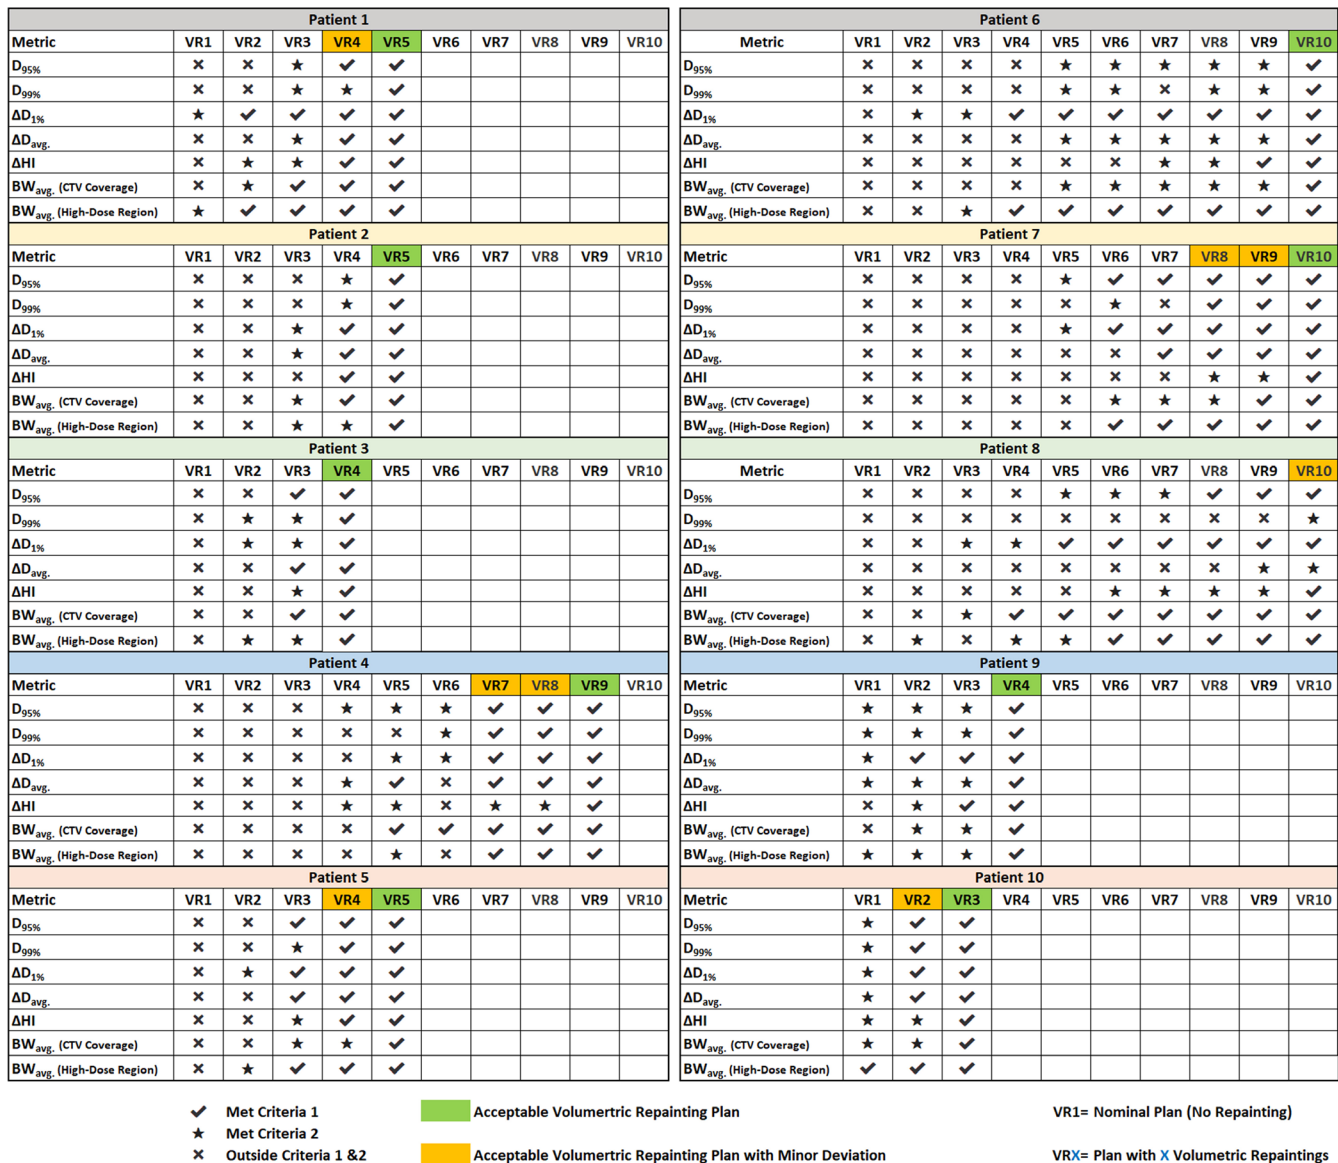 Patient 1
Metric VR1 VR2 VR3 VR4 VR5 VR6 VR7 VR8 VR9 VR10
D95%
D99%
ΔD1%
ΔDavg.
ΔHI
BWavg. (CTV Coverage)
BWavg. (High-Dose Region)
Patient 2
Metric VR1 VR2 VR3 VR4 VR5 VR6 VR7 VR8 VR9 VR10
D95%
D99%
ΔD1%
ΔDavg.
ΔHI
BWavg. (CTV Coverage)
BWavg. (High-Dose Region)
Patient 3
Metric VR1 VR2 VR3 VR4 VR5 VR6 VR7 VR8 VR9 VR10
D95%
D99%
ΔD1%
ΔDavg.
ΔHI
BWavg. (CTV Coverage)
BWavg. (High-Dose Region)
Patient 4
Metric VR1 VR2 VR3 VR4 VR5 VR6 VR7 VR8 VR9 VR10
D95%
D99%
ΔD1%
ΔDavg.
ΔHI
BWavg. (CTV Coverage)
BWavg. (High-Dose Region)
Patient 5
Metric VR1 VR2 VR3 VR4 VR5 VR6 VR7 VR8 VR9 VR10
D95%
D99%
ΔD1%
ΔDavg.
ΔHI
BWavg. (CTV Coverage)
BWavg. (High-Dose Region)
Patient 6
Metric VR1 VR2 VR3 VR4 VR5 VR6 VR7 VR8 VR9 VR10
D95%
D99%
ΔD1%
ΔDavg.
ΔHI
BWavg. (CTV Coverage)
BWavg. (High-Dose Region)
Patient 7
Metric VR1 VR2 VR3 VR4 VR5 VR6 VR7 VR8 VR9 VR10
D95%
D99%
ΔD1%
ΔDavg.
ΔHI
BWavg. (CTV Coverage)
BWavg. (High-Dose Region)
Patient 8
Metric VR1 VR2 VR3 VR4 VR5 VR6 VR7 VR8 VR9 VR10
D95%
D99%
ΔD1%
ΔDavg.
ΔHI
BWavg. (CTV Coverage)
BWavg. (High-Dose Region)
Patient 9
Metric VR1 VR2 VR3 VR4 VR5 VR6 VR7 VR8 VR9 VR10
D95%
D99%
ΔD1%
ΔDavg.
ΔHI
BWavg. (CTV Coverage)
BWavg. (High-Dose Region)
Patient 10
Metric VR1 VR2 VR3 VR4 VR5 VR6 VR7 VR8 VR9 VR10
D95%
D99%
ΔD1%
ΔDavg.
ΔHI
BWavg. (CTV Coverage)
BWavg. (High-Dose Region)
Met Criteria 1
Met Criteria 2
Outside Criteria 1 &2
Acceptable Volumertric Repainting Plan
Acceptable Volumertric Repainting Plan with Minor Deviation
VR1= Nominal Plan (No Repainting)
VRX= Plan with X Volumetric Repaintings